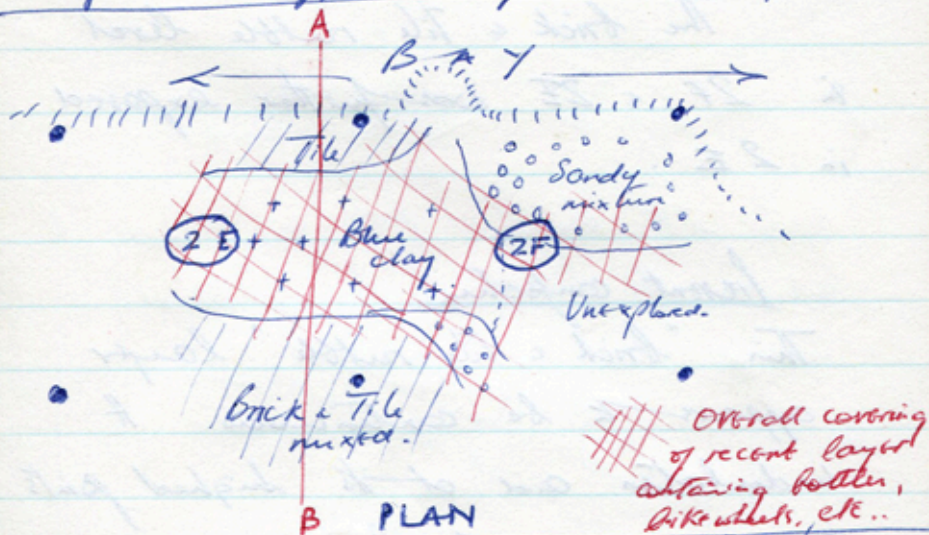 A
B Y
Tile
Sandy
mixture
2 E
Blue
clay
2F
Unexplored.
Brick & Tile
mixed.
Overall covering
of recent layer
containing bottles,
bike wheels, etc..
B
PLAN